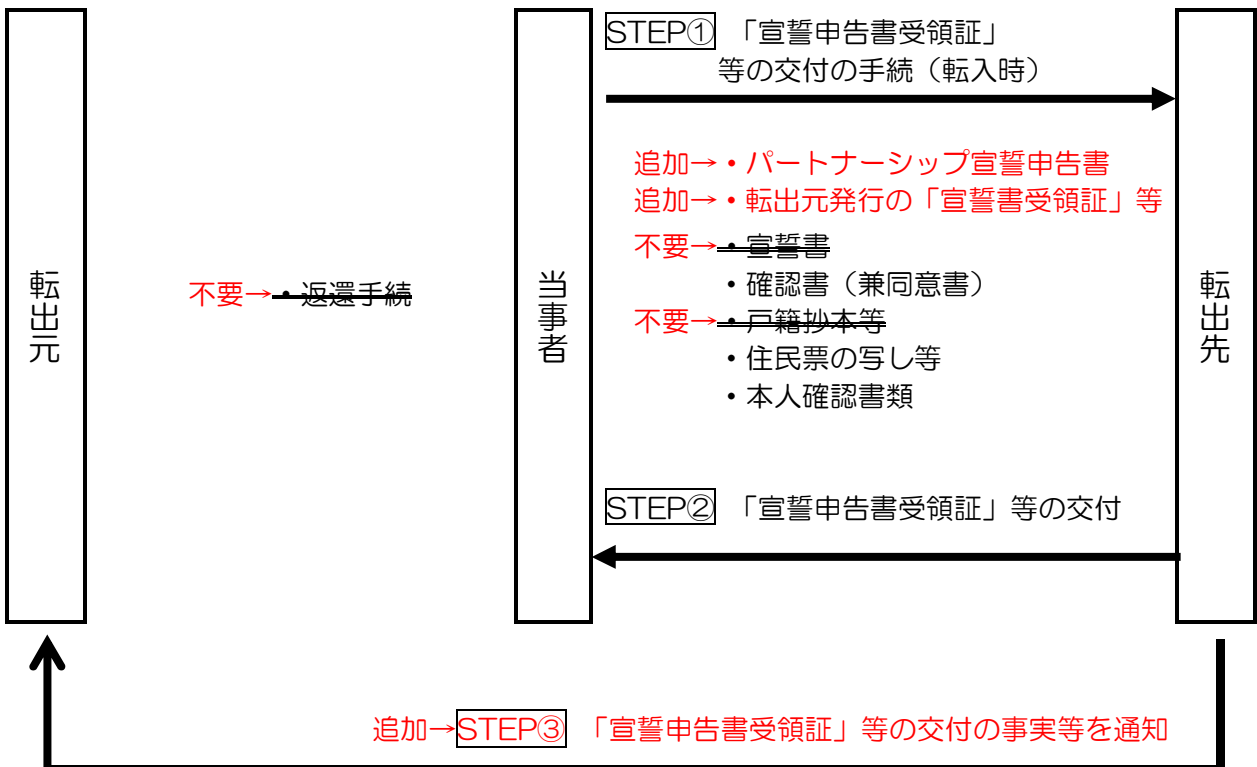 STEP① 「宣誓申告書受領証」
等の交付の手続（転入時）
追加→・パートナーシップ宣誓申告書
追加→・転出元発行の「宣誓書受領証」等
不要→・宣誓書
・確認書（兼同意書）
不要→・戸籍抄本等
・住民票の写し等
・本人確認書類
転出元
不要→・返還手続
当事者
転出先
STEP② 「宣誓申告書受領証」等の交付
追加→STEP③ 「宣誓申告書受領証」等の交付の事実等を通知